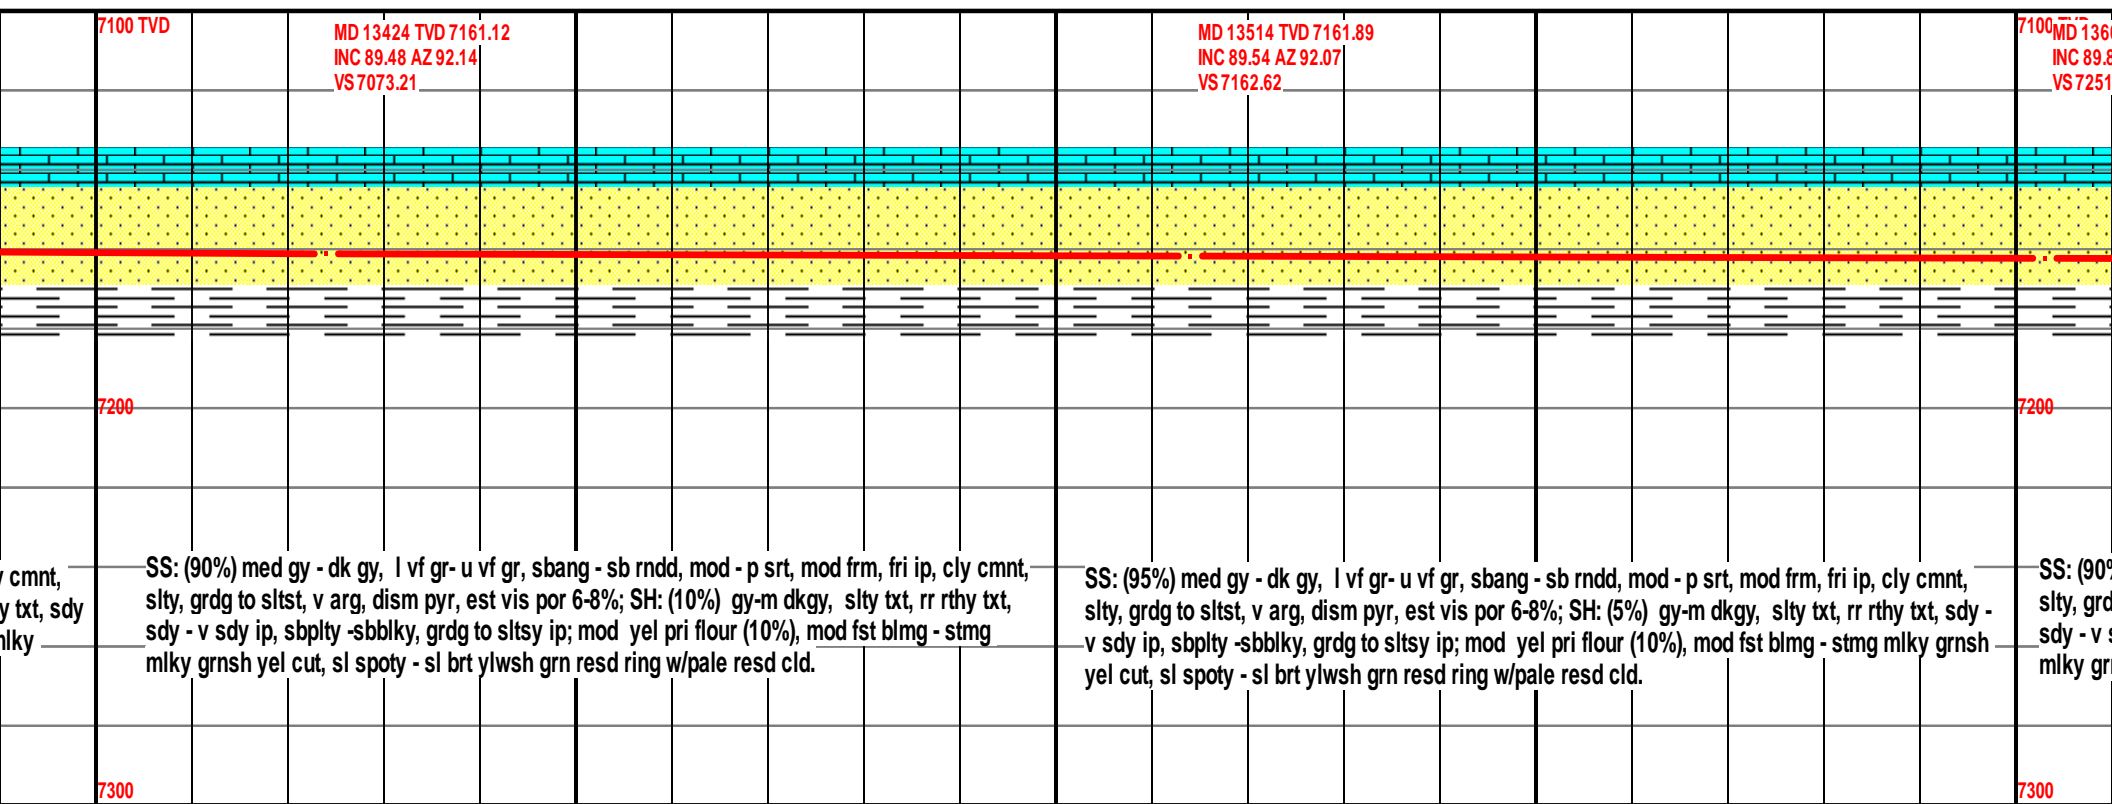 7100 TVD
MD 13424 TVD 7161.12
INC 89.48 AZ 92.14
VS 7073.21
MD 13514 TVD 7161.89
INC 89.54 AZ 92.07
VS 7162.62
7100
MD 136
INC 89.8
VS 7251
7200
7200
cmnt,
y txt, sdy
mlky
SS: (90%) med gy - dk gy, l vf gr- u vf gr, sbang - sb rndd, mod - p srt, mod frm, fri ip, cly cmnt,
slty, grdg to sltst, v arg, dism pyr, est vis por 6-8%; SH: (10%) gy-m dkgy, slty txt, rr rthy txt,
sdy - v sdy ip, sbplty -sbblky, grdg to sltsy ip; mod yel pri flour (10%), mod fst blmg - stmg
mlky grnsh yel cut, sl spoty - sl brt ylwsh grn resd ring w/pale resd cld.
SS: (95%) med gy - dk gy, l vf gr- u vf gr, sbang - sb rndd, mod - p srt, mod frm, fri ip, cly cmnt,
slty, grdg to sltst, v arg, dism pyr, est vis por 6-8%; SH: (5%) gy-m dkgy, slty txt, rr rthy txt, sdy -
v sdy ip, sbplty -sbblky, grdg to sltsy ip; mod yel pri flour (10%), mod fst blmg - stmg mlky grnsh
yel cut, sl spoty - sl brt ylwsh grn resd ring w/pale resd cld.
SS: (90%
slty, grd
sdy - v s
mlky gr
7300
7300